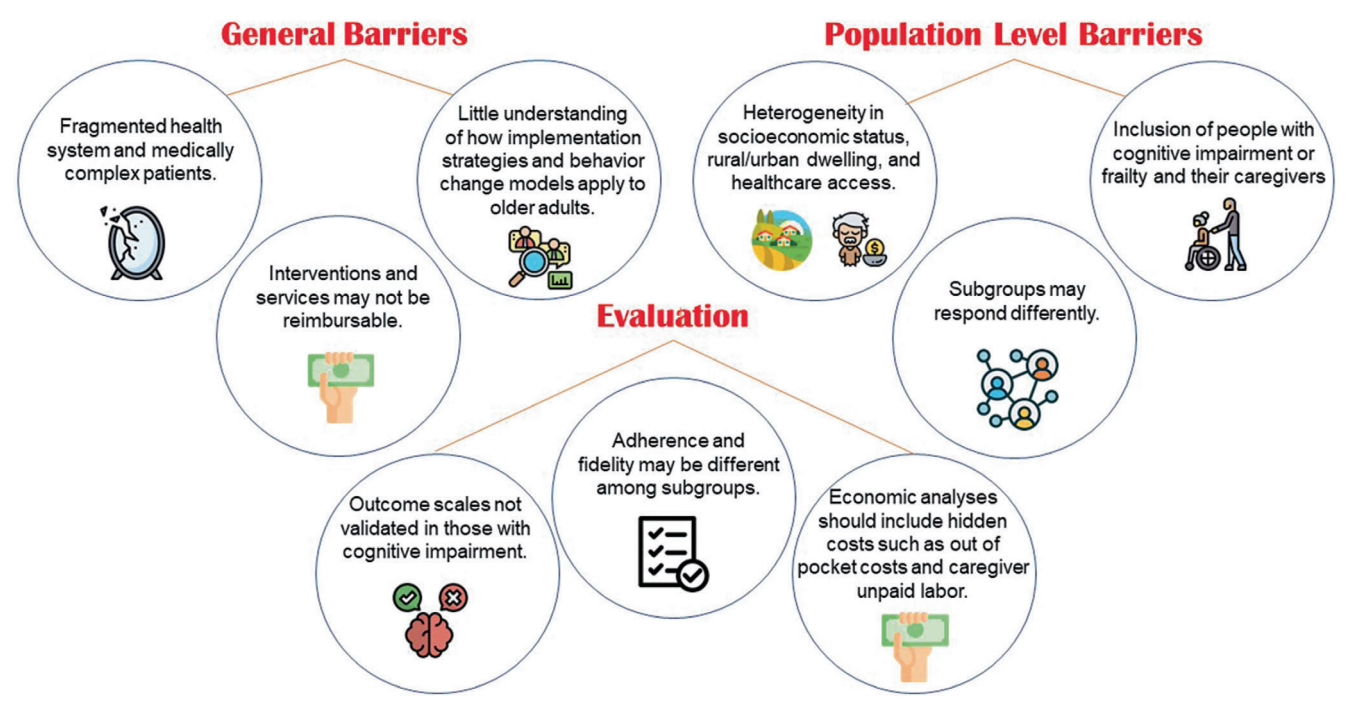 General Barriers
Fragmented health
system and medically
complex patients.
Little understanding
of how implementation
strategies and behavior
change models apply to
older adults.
Interventions and
services may not be
reimbursable.
Population Level Barriers
Heterogeneity in
socioeconomic status,
rural/urban dwelling, and
healthcare access.
Inclusion of people with
cognitive impairment or
frailty and their caregivers
Subgroups may
respond differently.
Evaluation
Outcome scales not
validated in those with
cognitive impairment.
Adherence and
fidelity may be different
among subgroups.
Economic analyses
should include hidden
costs such as out of
pocket costs and caregiver
unpaid labor.